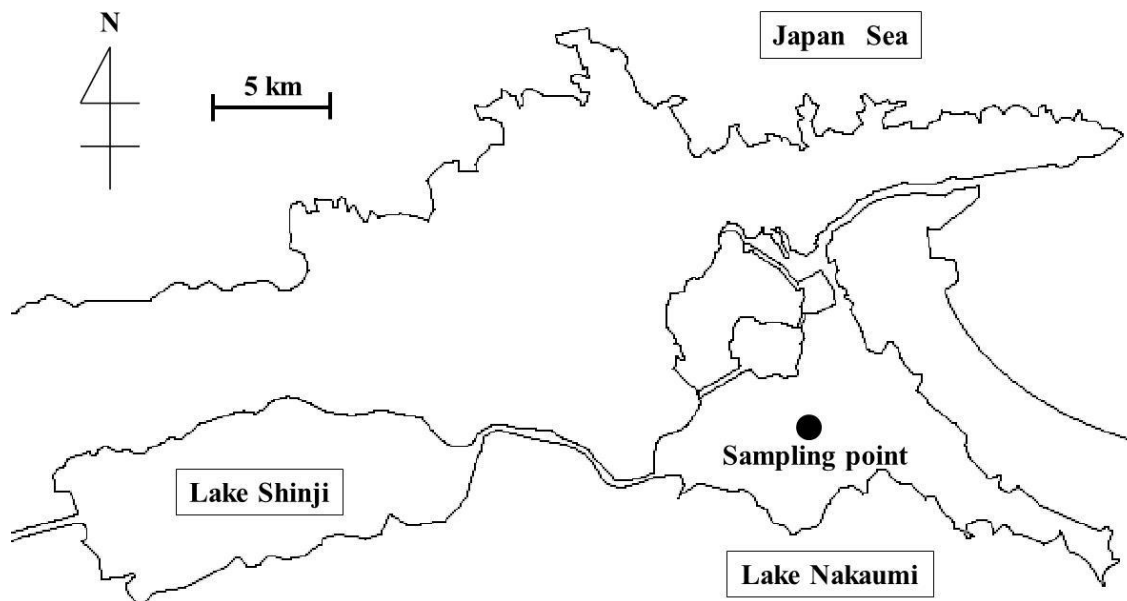 N
Japan Sea
5 km
Sampling point
Lake Shinji
Lake Nakaumi